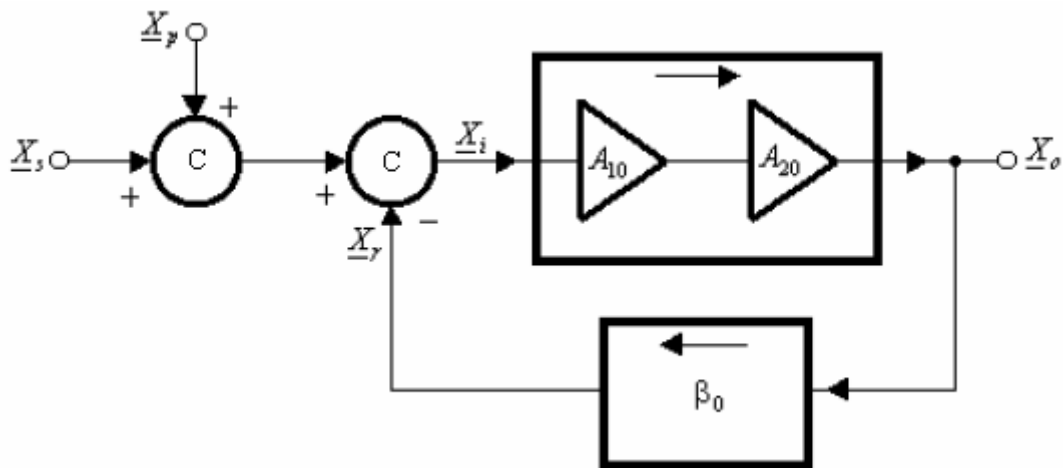 X_p
+
X_s
+
C
+
C
X_i
A_10
A_20
X_o
X_r
−
β_0